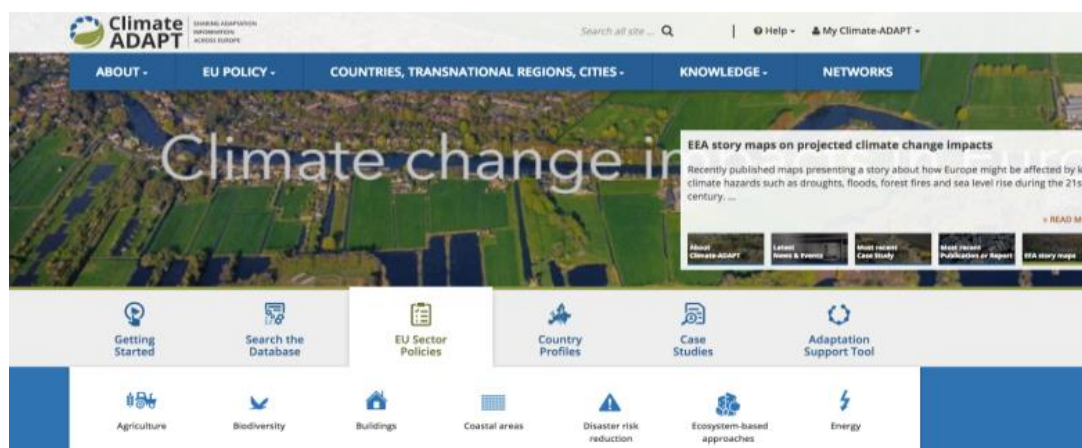 Climate
ADAPT
SHARING ADAPTATION
INFORMATION
ACROSS EUROPE
Search all site ...
Help
My Climate-ADAPT
ABOUT
EU POLICY
COUNTRIES, TRANSNATIONAL REGIONS, CITIES
KNOWLEDGE
NETWORKS
Climate change im
EEA story maps on projected climate change impacts
Recently published maps presenting a story about how Europe might be affected by k
climate hazards such as droughts, floods, forest fires and sea level rise during the 21s
century. ...
» READ M
About
Climate-ADAPT
Latest
News & Events
Most recent
Case Study
Most recent
Publication or Report
EEA story maps
Getting
Started
Search the
Database
EU Sector
Policies
Country
Profiles
Case
Studies
Adaptation
Support Tool
Agriculture
Biodiversity
Buildings
Coastal areas
Disaster risk
reduction
Ecosystem-based
approaches
Energy